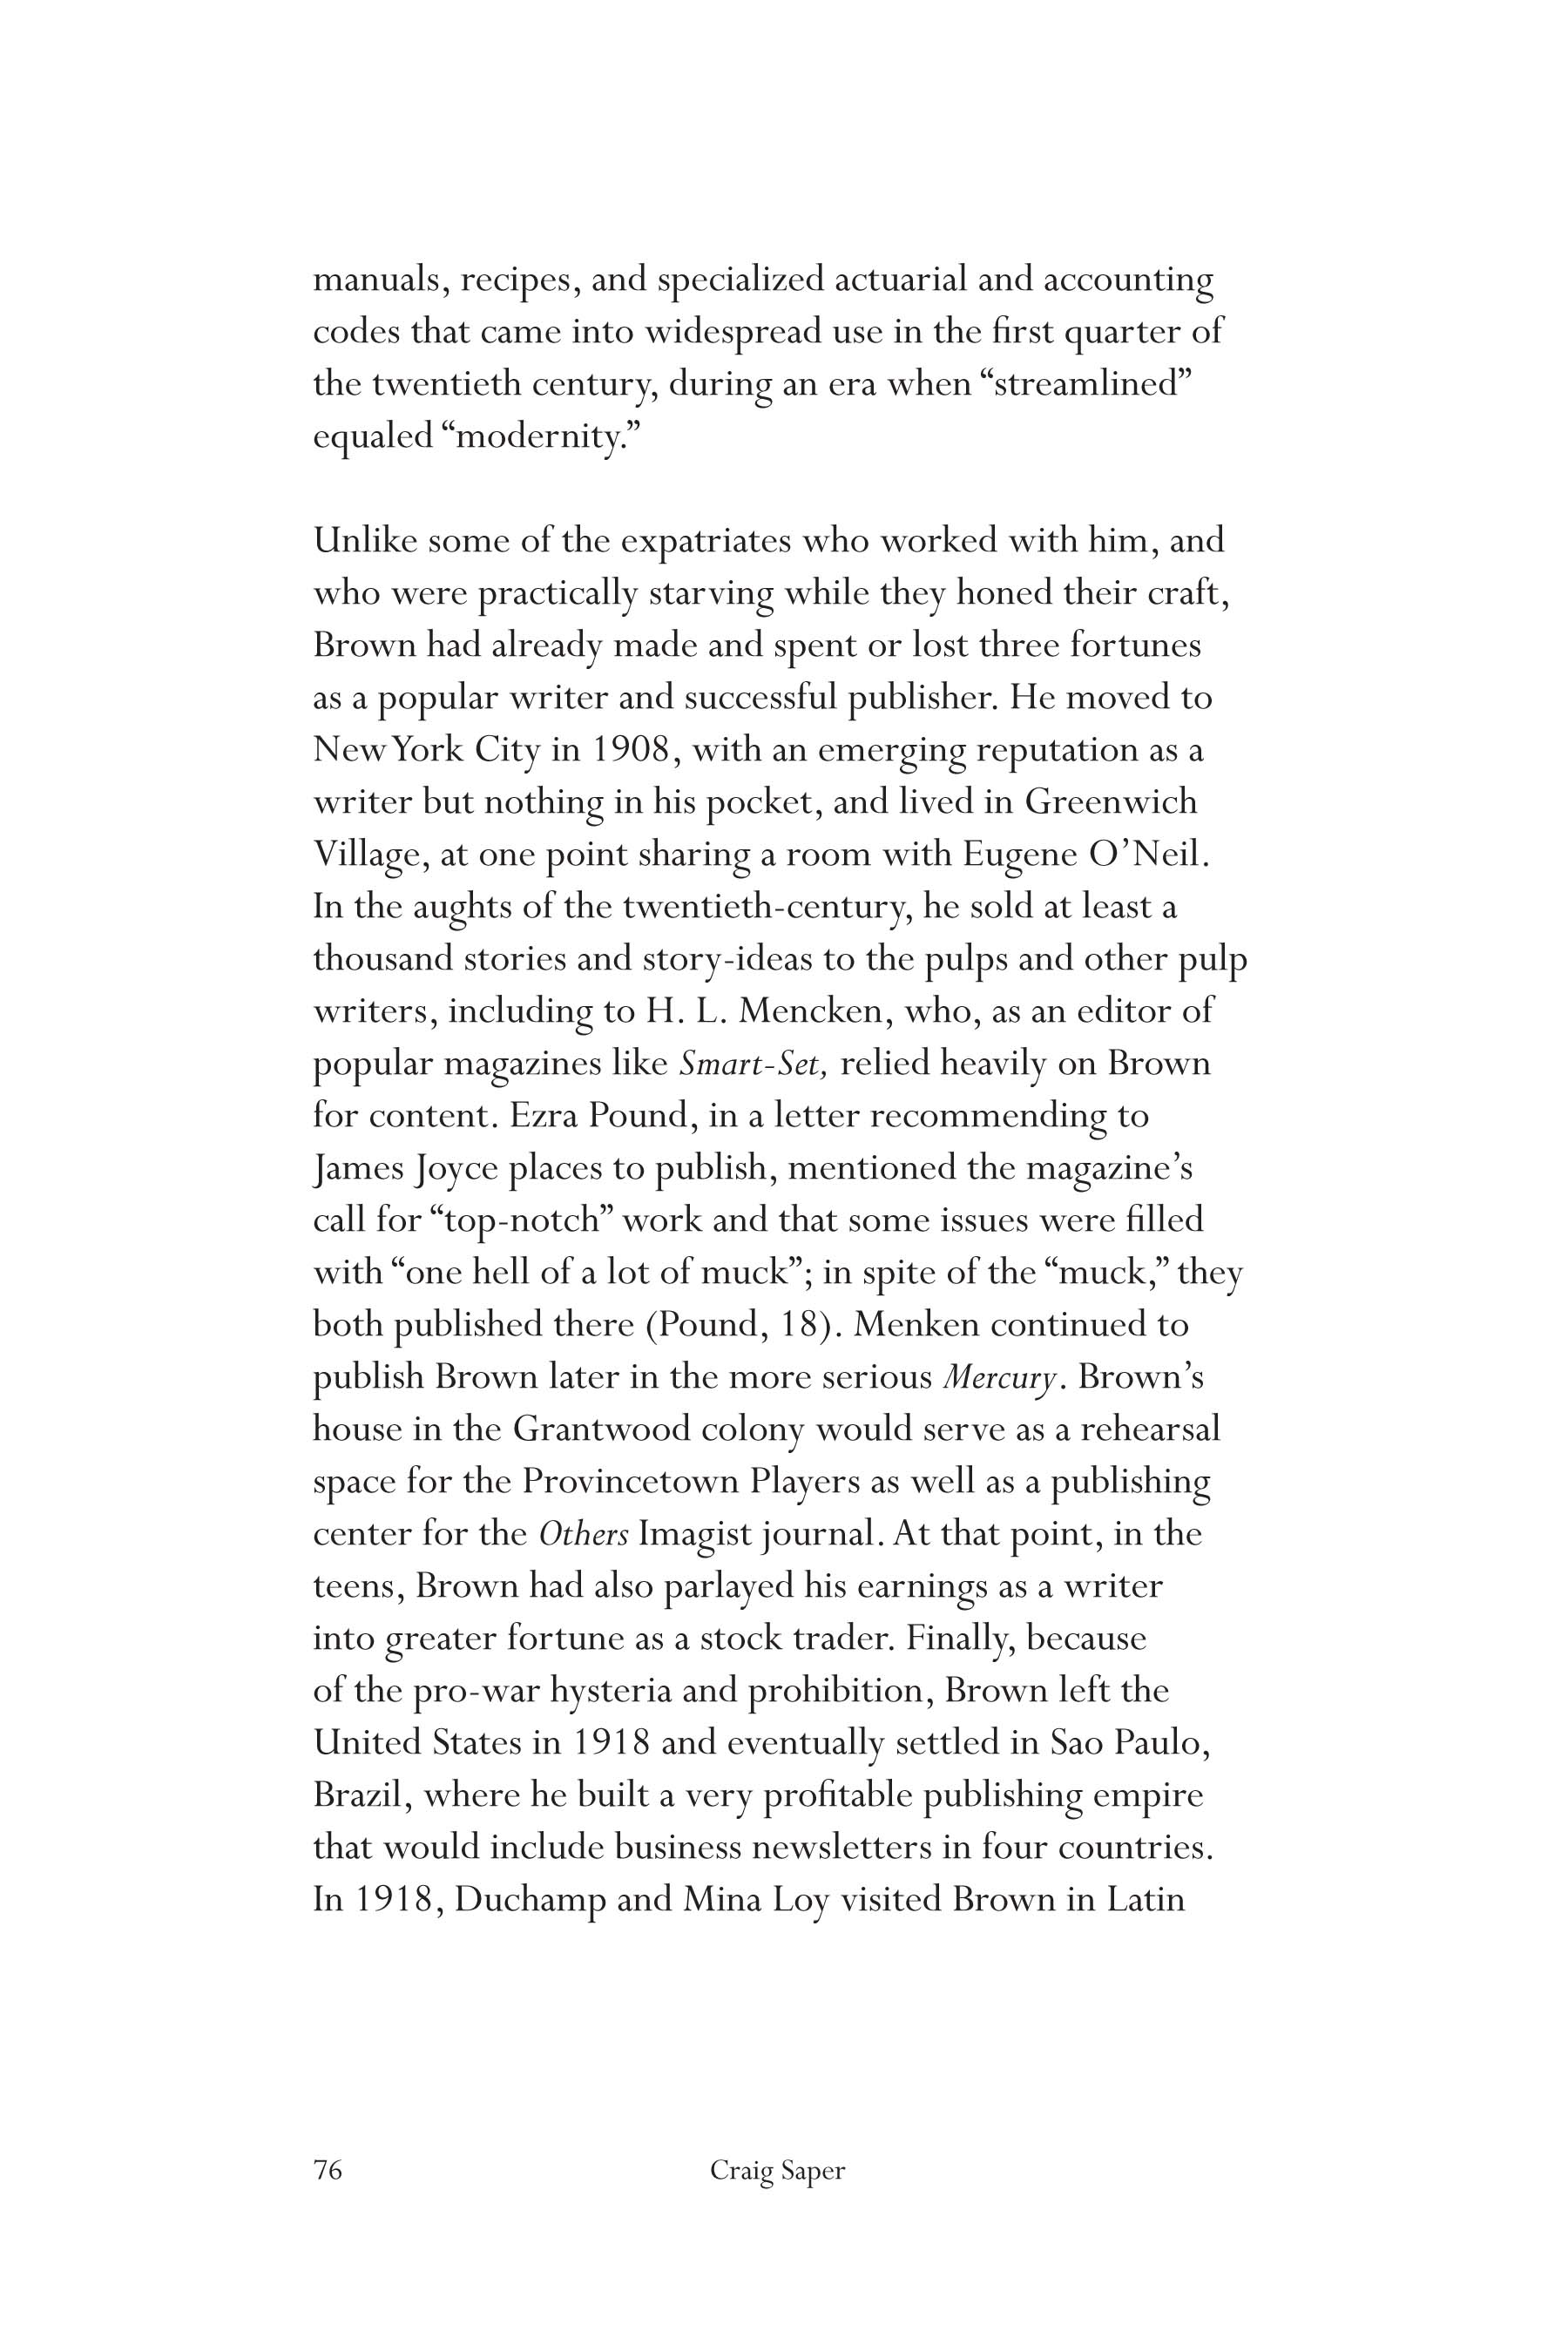 manuals, recipes, and specialized actuarial and accounting
codes that came into widespread use in the first quarter of
the twentieth century, during an era when “streamlined”
equaled “modernity.”
Unlike some of the expatriates who worked with him, and
who were practically starving while they honed their craft,
Brown had already made and spent or lost three fortunes
as a popular writer and successful publisher. He moved to
New York City in 1908, with an emerging reputation as a
writer but nothing in his pocket, and lived in Greenwich
Village, at one point sharing a room with Eugene O’Neil.
In the aughts of the twentieth-century, he sold at least a
thousand stories and story-ideas to the pulps and other pulp
writers, including to H. L. Mencken, who, as an editor of
popular magazines like Smart-Set, relied heavily on Brown
for content. Ezra Pound, in a letter recommending to
James Joyce places to publish, mentioned the magazine’s
call for “top-notch” work and that some issues were filled
with “one hell of a lot of muck”; in spite of the “muck,” they
both published there (Pound, 18). Menken continued to
publish Brown later in the more serious Mercury. Brown’s
house in the Grantwood colony would serve as a rehearsal
space for the Provincetown Players as well as a publishing
center for the Others Imagist journal. At that point, in the
teens, Brown had also parlayed his earnings as a writer
into greater fortune as a stock trader. Finally, because
of the pro-war hysteria and prohibition, Brown left the
United States in 1918 and eventually settled in Sao Paulo,
Brazil, where he built a very profitable publishing empire
that would include business newsletters in four countries.
In 1918, Duchamp and Mina Loy visited Brown in Latin
76 Craig Saper